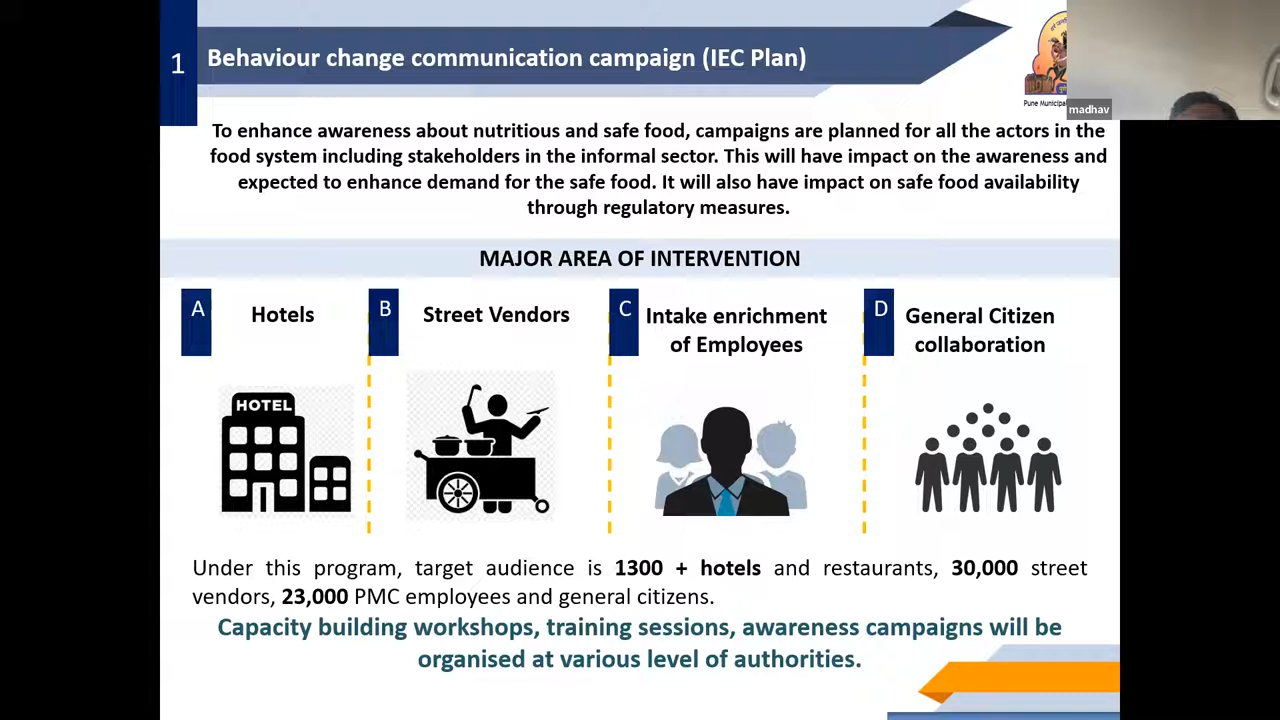 1
Behaviour change communication campaign (IEC Plan)
Pune Municipa
madhav
To enhance awareness about nutritious and safe food, campaigns are planned for all the actors in the
food system including stakeholders in the informal sector. This will have impact on the awareness and
expected to enhance demand for the safe food. It will also have impact on safe food availability
through regulatory measures.
MAJOR AREA OF INTERVENTION
A
Hotels
B
Street Vendors
C
Intake enrichment
of Employees
D
General Citizen
collaboration
HOTEL
Under this program, target audience is 1300 + hotels and restaurants, 30,000 street
vendors, 23,000 PMC employees and general citizens.
Capacity building workshops, training sessions, awareness campaigns will be
organised at various level of authorities.